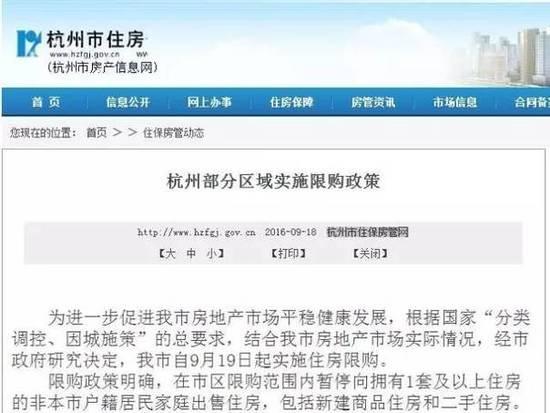 杭州市住房
www.hzfgj.gov.cn WW
(杭州市房产信息网)
首 页 信息公开 网上办事 住房保障 房管资讯 市场信息 合同备
您现在的位置： 首页 > > 住保房管动态
杭州部分区域实施限购政策
http://www.hzfgj.gov.cn 2016-09-18 杭州市住保房管网
【大 中 小】 【打印】 【关闭】
为进一步促进我市房地产市场平稳健康发展，根据国家“分类
调控、因城施策”的总要求，结合我市房地产市场实际情况，经市
政府研究决定，我市自9月19日起实施住房限购。
限购政策明确，在市区限购范围内暂停向拥有1套及以上住房
的非本市户籍居民家庭出售住房，包括新建商品住房和二手住房。